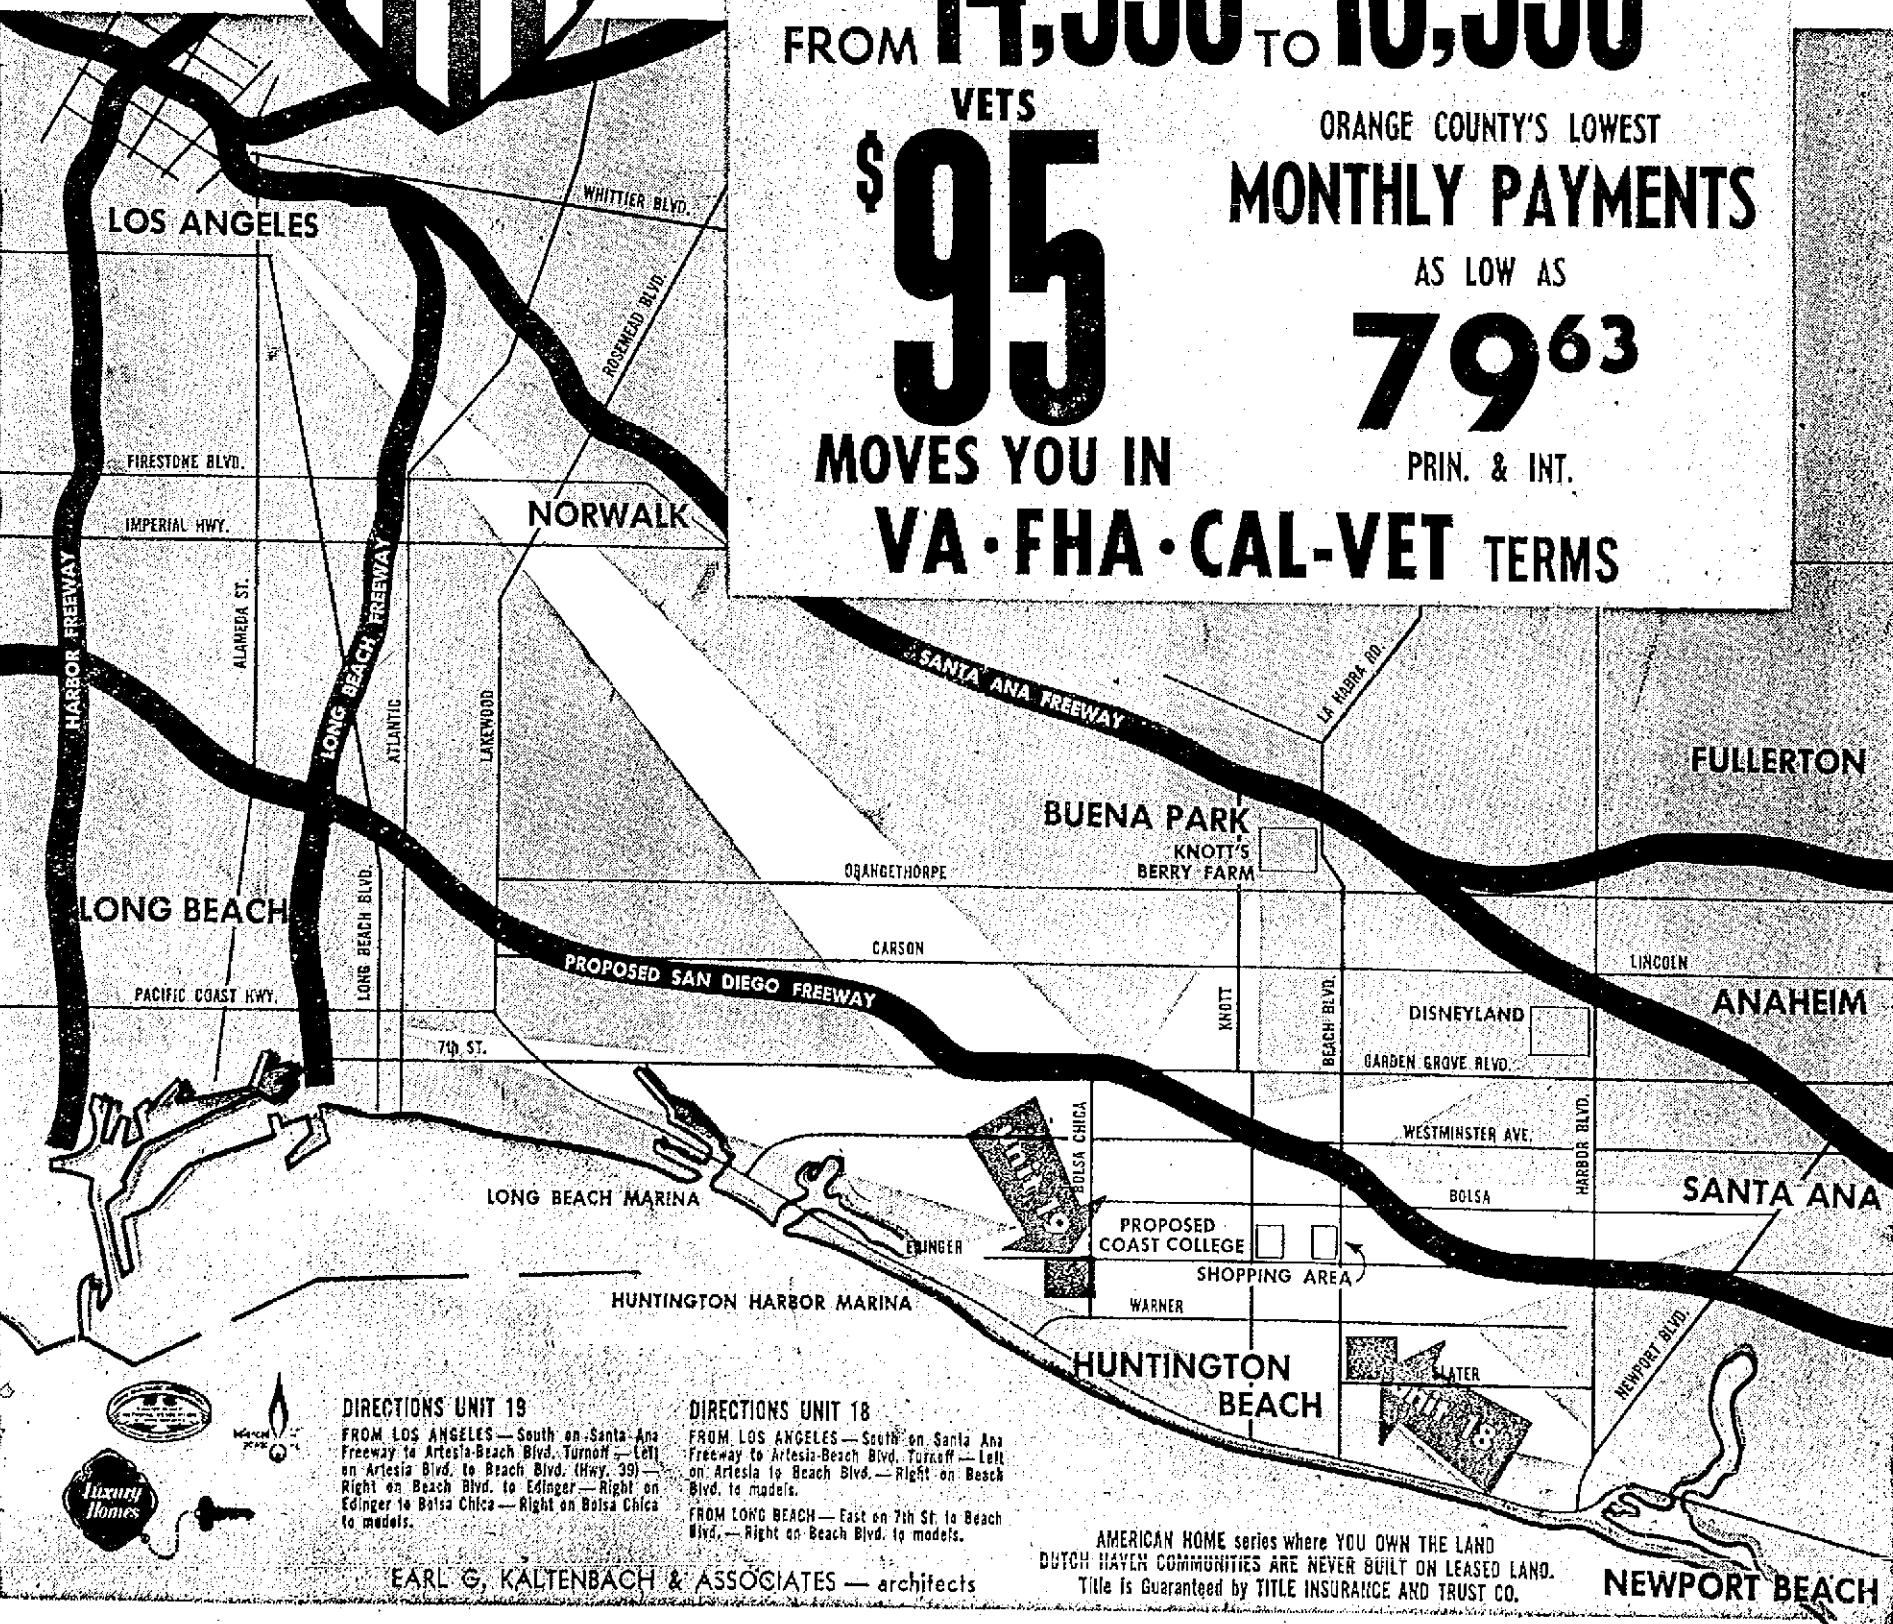 FROM TO
VETS
$95
MOVES YOU IN
ORANGE COUNTY'S LOWEST
MONTHLY PAYMENTS
AS LOW AS
79 63
PRIN. & INT.
VA · FHA · CAL-VET TERMS
LOS ANGELES
WHITTIER BLVD.
ROSEMEAD BLVD.
FIRESTONE BLVD.
NORWALK
IMPERIAL HWY.
HARBOR FREEWAY
ALAMEDA ST.
LONG BEACH FREEWAY
ATLANTIC
LAKEWOOD
SANTA ANA FREEWAY
LA HABRA RD.
FULLERTON
BUENA PARK
KNOTT'S
BERRY FARM
ORANGETHORPE
LONG BEACH
LONG BEACH BLVD.
CARSON
LINCOLN
PROPOSED SAN DIEGO FREEWAY
PACIFIC COAST HWY.
KNOTT
BEACH BLVD.
DISNEYLAND
ANAHEIM
7th ST.
GARDEN GROVE BLVD.
BOLSA CHICA
WESTMINSTER AVE.
HARBOR BLVD.
Unit 19
LONG BEACH MARINA
BOLSA
SANTA ANA
PROPOSED
COAST COLLEGE
EDINGER
SHOPPING AREA
HUNTINGTON HARBOR MARINA
WARNER
NEWPORT BLVD.
HUNTINGTON
BEACH
SLATER
Unit 18
Luxury
Homes
DIRECTIONS UNIT 19
FROM LOS ANGELES — South on Santa Ana
Freeway to Artesia-Beach Blvd. Turnoff — Left
on Artesia Blvd. to Beach Blvd. (Hwy. 39) —
Right on Beach Blvd. to Edinger — Right on
Edinger to Bolsa Chica — Right on Bolsa Chica
to models.
DIRECTIONS UNIT 18
FROM LOS ANGELES — South on Santa Ana
Freeway to Artesia-Beach Blvd. Turnoff — Left
on Artesia to Beach Blvd. — Right on Beach
Blvd. to models.
FROM LONG BEACH — East on 7th St. to Beach
Blvd. — Right on Beach Blvd. to models.
EARL G. KALTENBACH & ASSOCIATES — architects
AMERICAN HOME series where YOU OWN THE LAND
DUTCH HAVEN COMMUNITIES ARE NEVER BUILT ON LEASED LAND.
Title is Guaranteed by TITLE INSURANCE AND TRUST CO.
NEWPORT BEACH